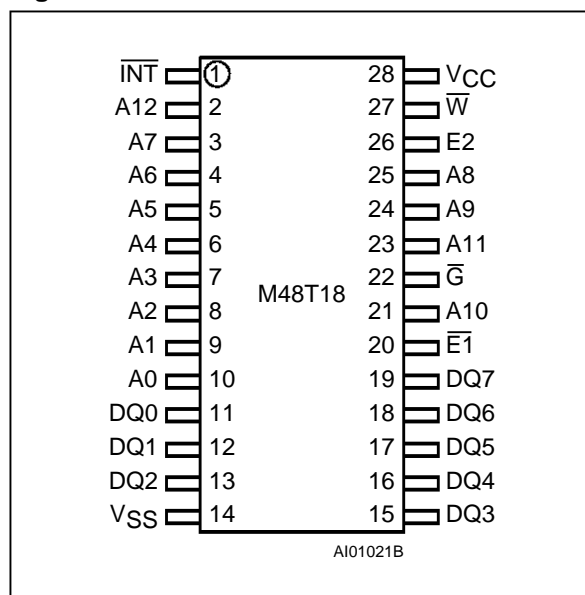 I̅N̅T̅ 1 28 VCC
A12 2 27 W̅
A7 3 26 E2
A6 4 25 A8
A5 5 24 A9
A4 6 23 A11
A3 7 22 G̅
M48T18
A2 8 21 A10
A1 9 20 E̅1̅
A0 10 19 DQ7
DQ0 11 18 DQ6
DQ1 12 17 DQ5
DQ2 13 16 DQ4
VSS 14 15 DQ3
AI01021B